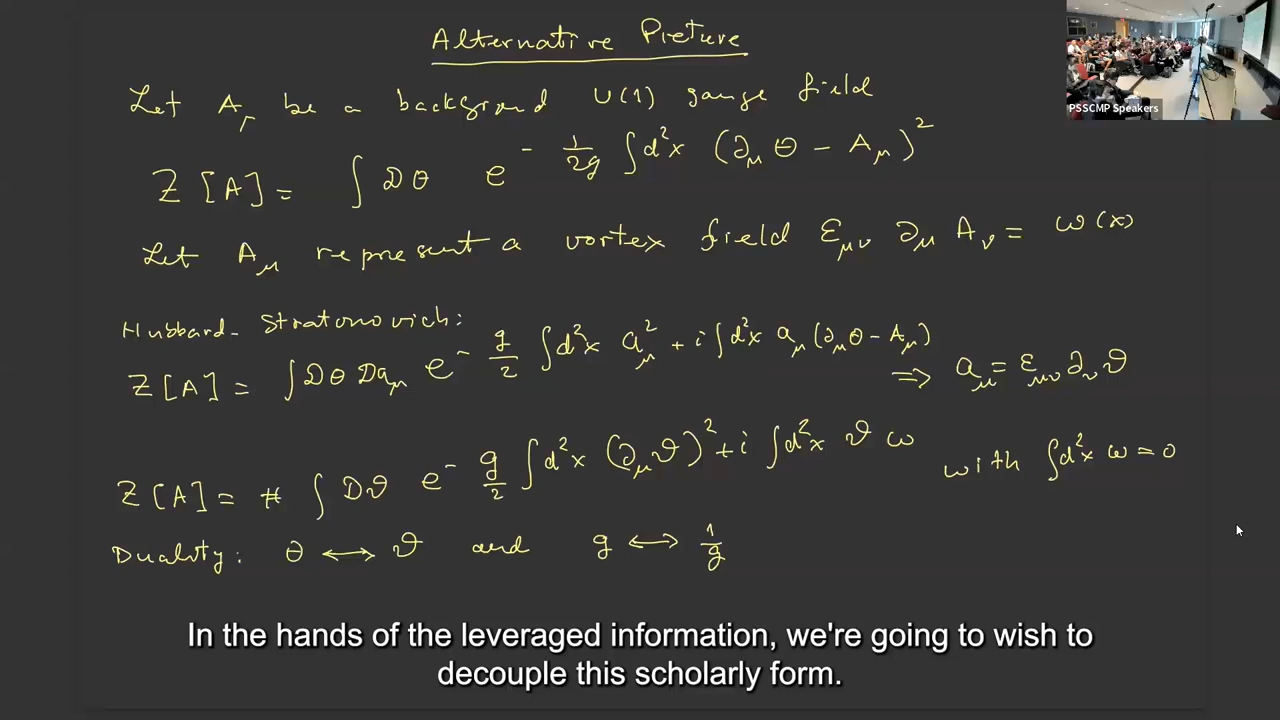 Alternative Picture
PSSCMP Speakers
Let A_μ be a background U(1) gauge field
Z[A] = ∫Dθ e^{- 1/2g ∫d²x (∂_μ θ - A_μ)²}
Let A_μ represent a vortex field ε_μν ∂_μ A_ν = ω(x)
Hubbard-Stratonovich:
Z[A] = ∫Dθ Da_μ e^{- g/2 ∫d²x a_μ² + i∫d²x a_μ(∂_μθ - A_μ)} ⇒ a_μ = ε_μν ∂_ν ϑ
Z[A] = # ∫Dϑ e^{- g/2 ∫d²x (∂_μϑ)² + i ∫d²x ϑ ω} with ∫d²x ω = 0
Duality: θ ↔ ϑ and g ↔ 1/g
In the hands of the leveraged information, we're going to wish to
decouple this scholarly form.